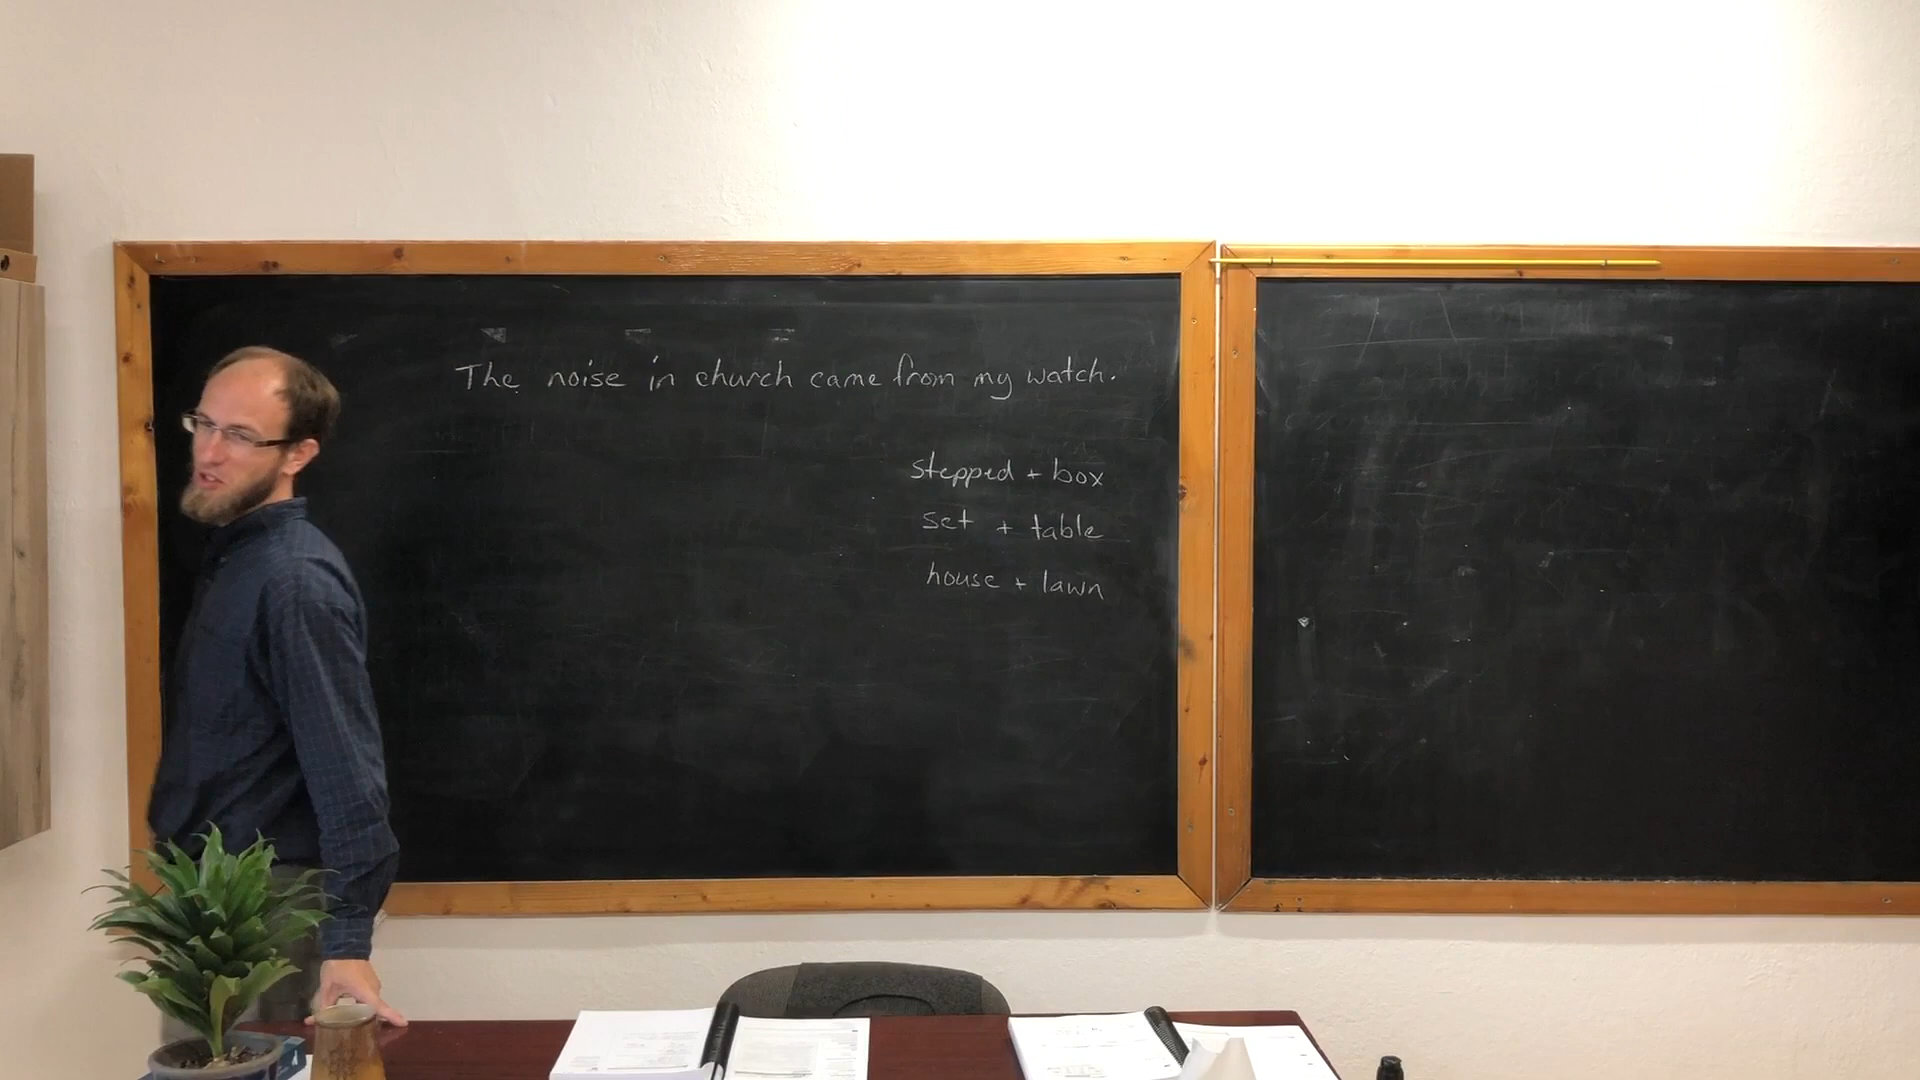 The noise in church came from my watch.
stepped + box
set + table
house + lawn